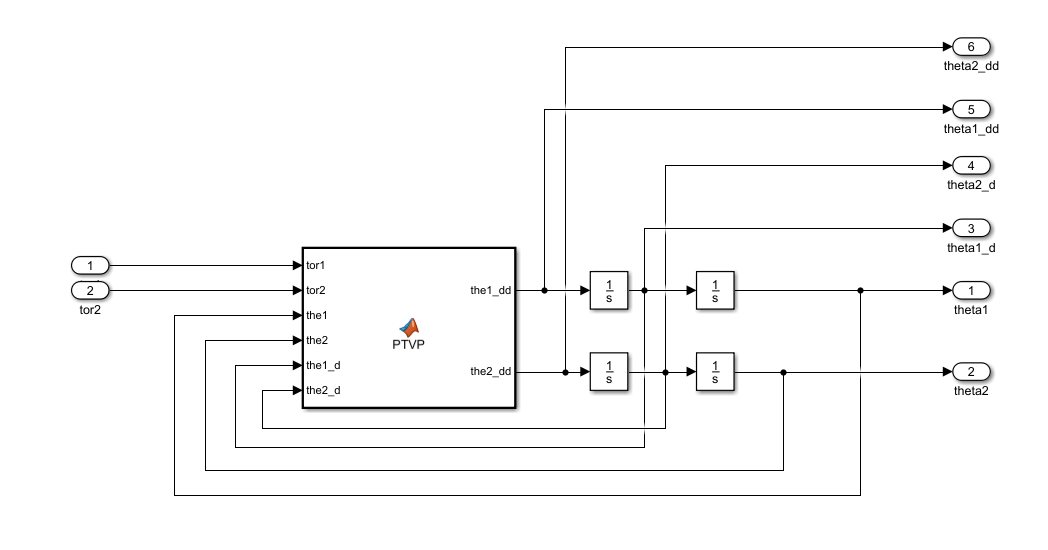 6
theta2_dd
5
theta1_dd
4
theta2_d
3
theta1_d
1
tor1
2
tor2
tor2
the1
the2
the1_d
the2_d
PTVP
the1_dd
the2_dd
1
s
1
s
1
theta1
1
s
1
s
2
theta2